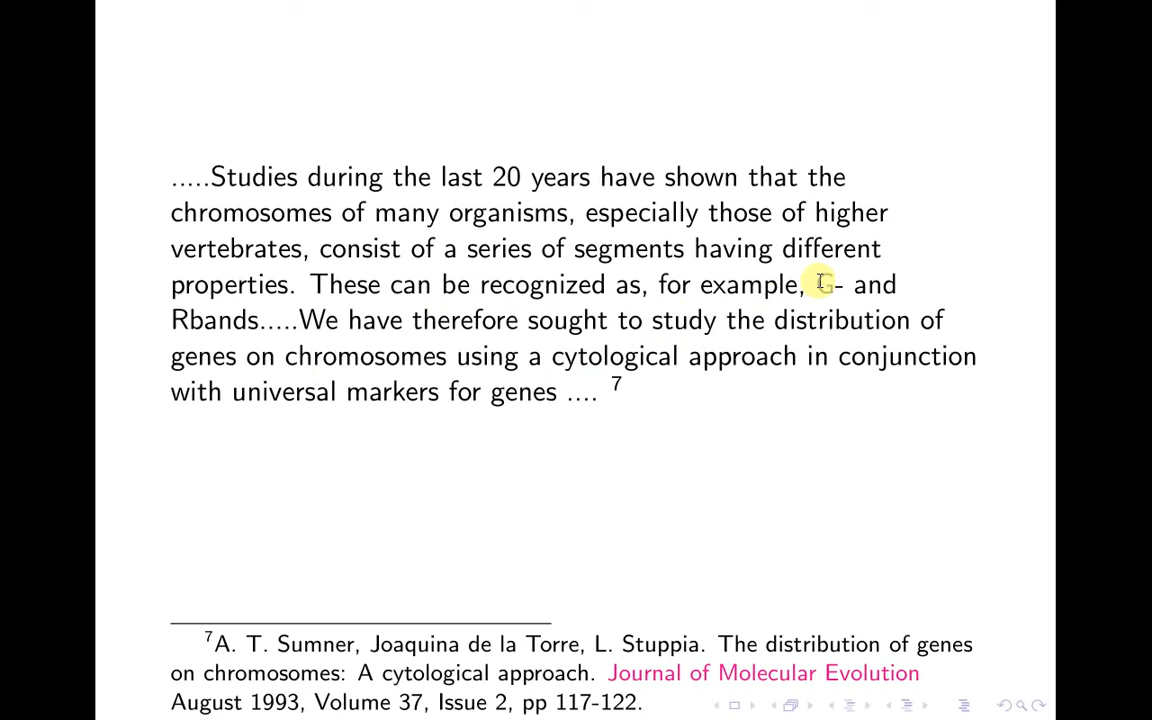 .....Studies during the last 20 years have shown that the
chromosomes of many organisms, especially those of higher
vertebrates, consist of a series of segments having different
properties. These can be recognized as, for example, G- and
Rbands.....We have therefore sought to study the distribution of
genes on chromosomes using a cytological approach in conjunction
with universal markers for genes .... 7
7A. T. Sumner, Joaquina de la Torre, L. Stuppia. The distribution of genes
on chromosomes: A cytological approach. Journal of Molecular Evolution
August 1993, Volume 37, Issue 2, pp 117-122.